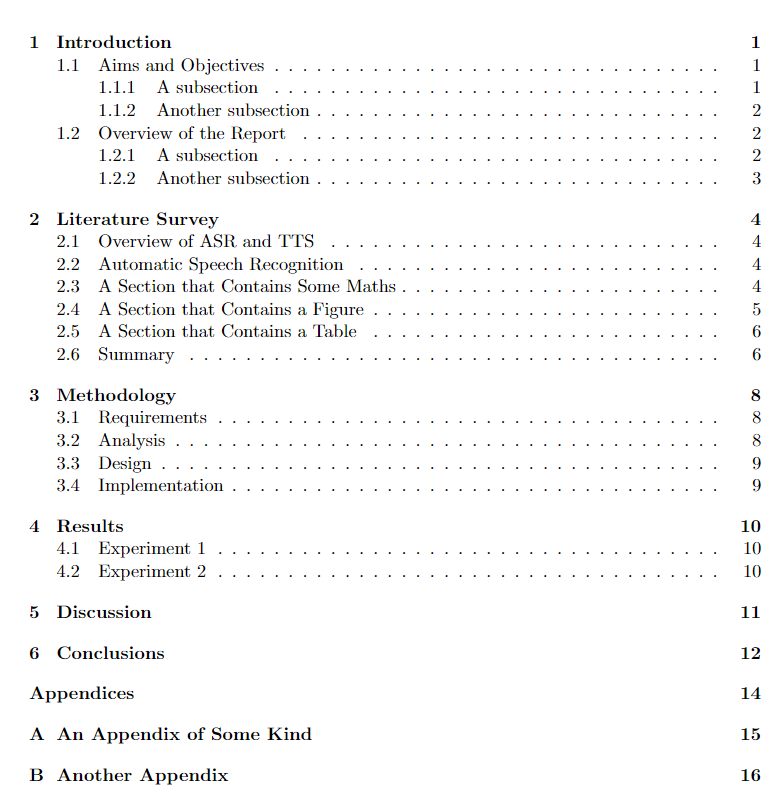 1 Introduction 1
1.1 Aims and Objectives . . . . . . . . . . . . . . . . . . . . . . . . . . . . . . . . 1
1.1.1 A subsection . . . . . . . . . . . . . . . . . . . . . . . . . . . . . . . . 1
1.1.2 Another subsection . . . . . . . . . . . . . . . . . . . . . . . . . . . . . 2
1.2 Overview of the Report . . . . . . . . . . . . . . . . . . . . . . . . . . . . . . 2
1.2.1 A subsection . . . . . . . . . . . . . . . . . . . . . . . . . . . . . . . . 2
1.2.2 Another subsection . . . . . . . . . . . . . . . . . . . . . . . . . . . . . 3
2 Literature Survey 4
2.1 Overview of ASR and TTS . . . . . . . . . . . . . . . . . . . . . . . . . . . . 4
2.2 Automatic Speech Recognition . . . . . . . . . . . . . . . . . . . . . . . . . . 4
2.3 A Section that Contains Some Maths . . . . . . . . . . . . . . . . . . . . . . . 4
2.4 A Section that Contains a Figure . . . . . . . . . . . . . . . . . . . . . . . . . 5
2.5 A Section that Contains a Table . . . . . . . . . . . . . . . . . . . . . . . . . 6
2.6 Summary . . . . . . . . . . . . . . . . . . . . . . . . . . . . . . . . . . . . . . 6
3 Methodology 8
3.1 Requirements . . . . . . . . . . . . . . . . . . . . . . . . . . . . . . . . . . . . 8
3.2 Analysis . . . . . . . . . . . . . . . . . . . . . . . . . . . . . . . . . . . . . . . 8
3.3 Design . . . . . . . . . . . . . . . . . . . . . . . . . . . . . . . . . . . . . . . . 9
3.4 Implementation . . . . . . . . . . . . . . . . . . . . . . . . . . . . . . . . . . . 9
4 Results 10
4.1 Experiment 1 . . . . . . . . . . . . . . . . . . . . . . . . . . . . . . . . . . . . 10
4.2 Experiment 2 . . . . . . . . . . . . . . . . . . . . . . . . . . . . . . . . . . . . 10
5 Discussion 11
6 Conclusions 12
Appendices 14
A An Appendix of Some Kind 15
B Another Appendix 16